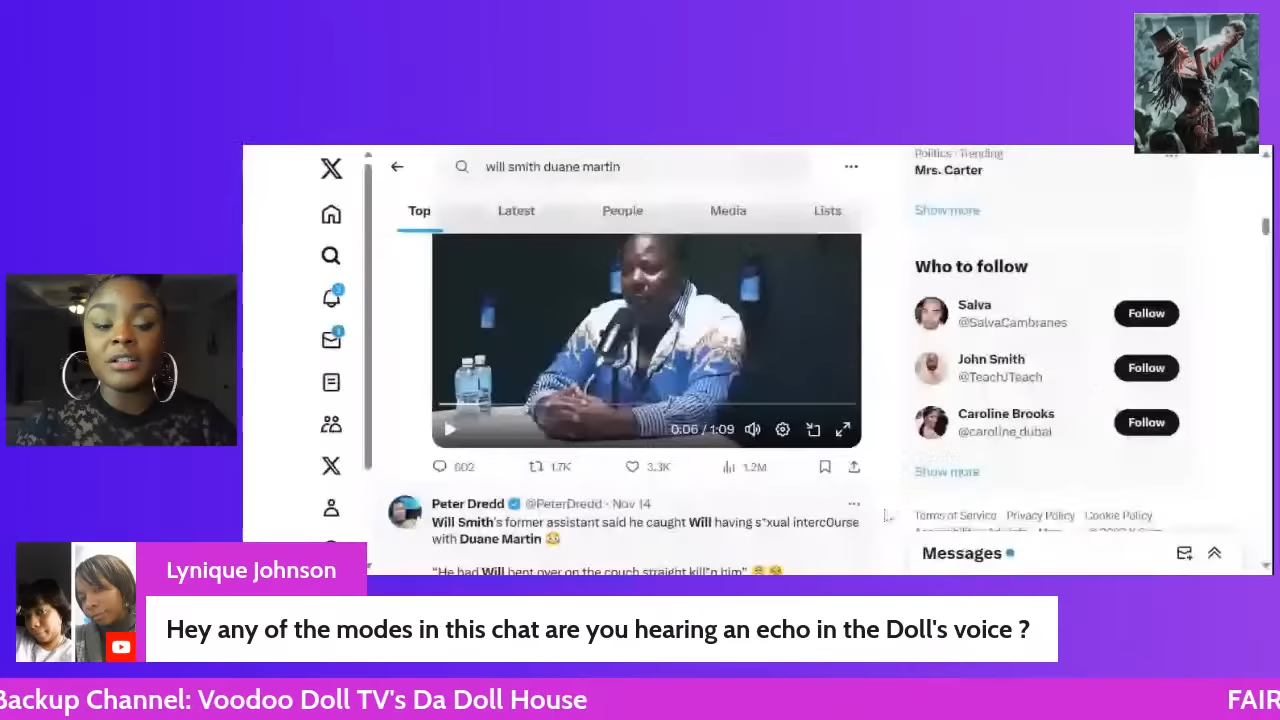 will smith duane martin
Top
Latest
People
Media
Lists
0:06 / 1:09
602
1.7K
3.3K
1.2M
Peter Dredd @PeterDredd · Nov 14
Will Smith's former assistant said he caught Will having s*xual interc0urse
with Duane Martin 😳
"He had Will bent over on the couch straight kill*n him"
Politics · Trending
Mrs. Carter
Show more
Who to follow
Salva
@SalvaCambranes
Follow
John Smith
@TeachJTeach
Follow
Caroline Brooks
@caroline_dubai
Follow
Show more
Terms of Service Privacy Policy Cookie Policy
Messages
3
1
Lynique Johnson
Hey any of the modes in this chat are you hearing an echo in the Doll's voice ?
Backup Channel: Voodoo Doll TV's Da Doll House
FAIR